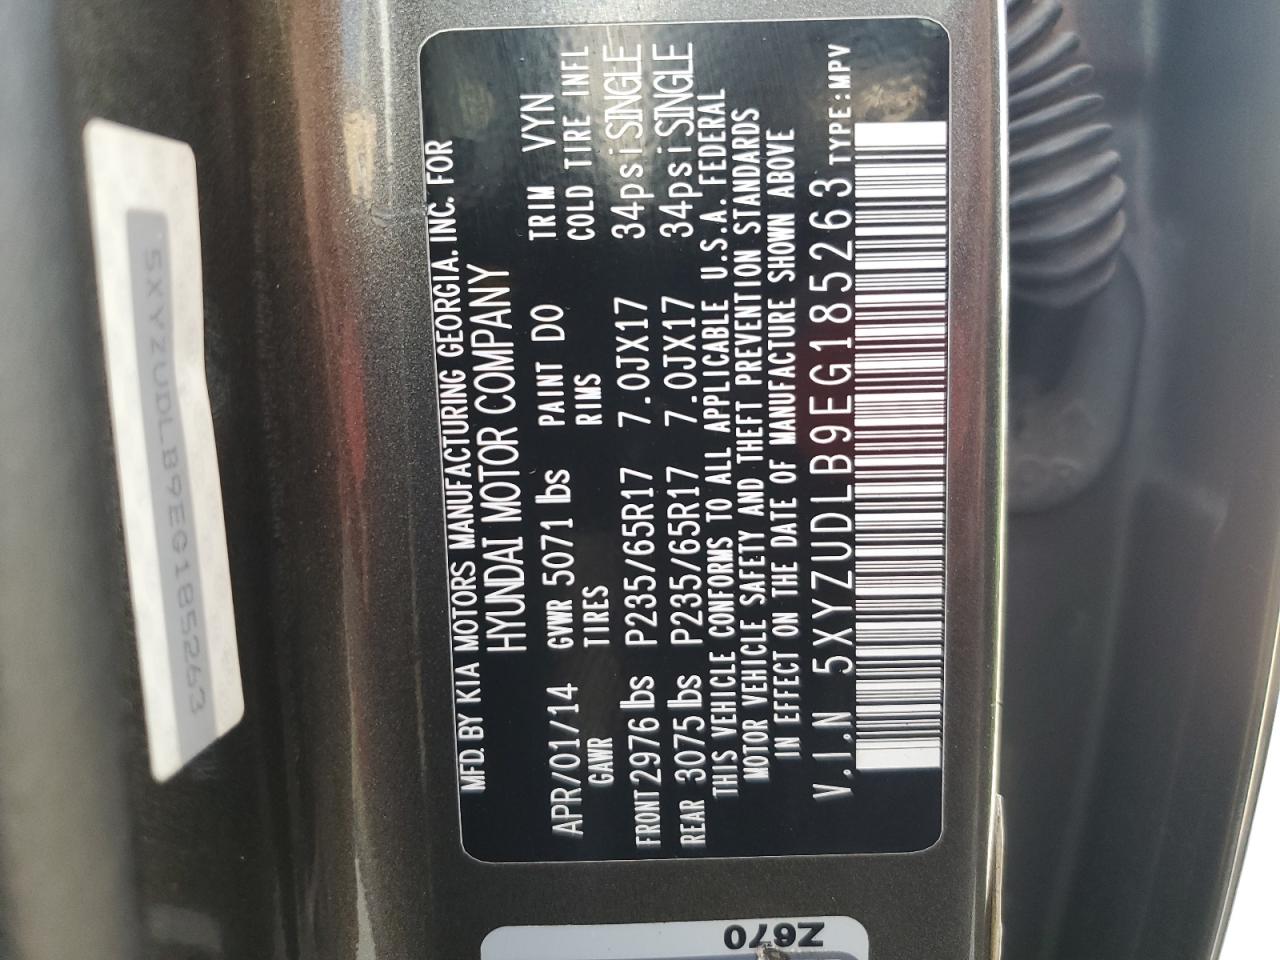 MFD. BY KIA MOTORS MANUFACTURING GEORGIA. INC. FOR
HYUNDAI MOTOR COMPANY
APR/01/14 GVWR 5071 lbs PAINT D0 TRIM VYN
GAWR TIRES RIMS COLD TIRE INFL
FRONT 2976 lbs P235/65R17 7.0JX17 34psi SINGLE
REAR 3075 lbs P235/65R17 7.0JX17 34psi SINGLE
THIS VEHICLE CONFORMS TO ALL APPLICABLE U.S.A. FEDERAL
MOTOR VEHICLE SAFETY AND THEFT PREVENTION STANDARDS
IN EFFECT ON THE DATE OF MANUFACTURE SHOWN ABOVE
V.I.N 5XYZUDLB9EG185263 TYPE:MPV
5XYZUDLB9EG185263
Z670